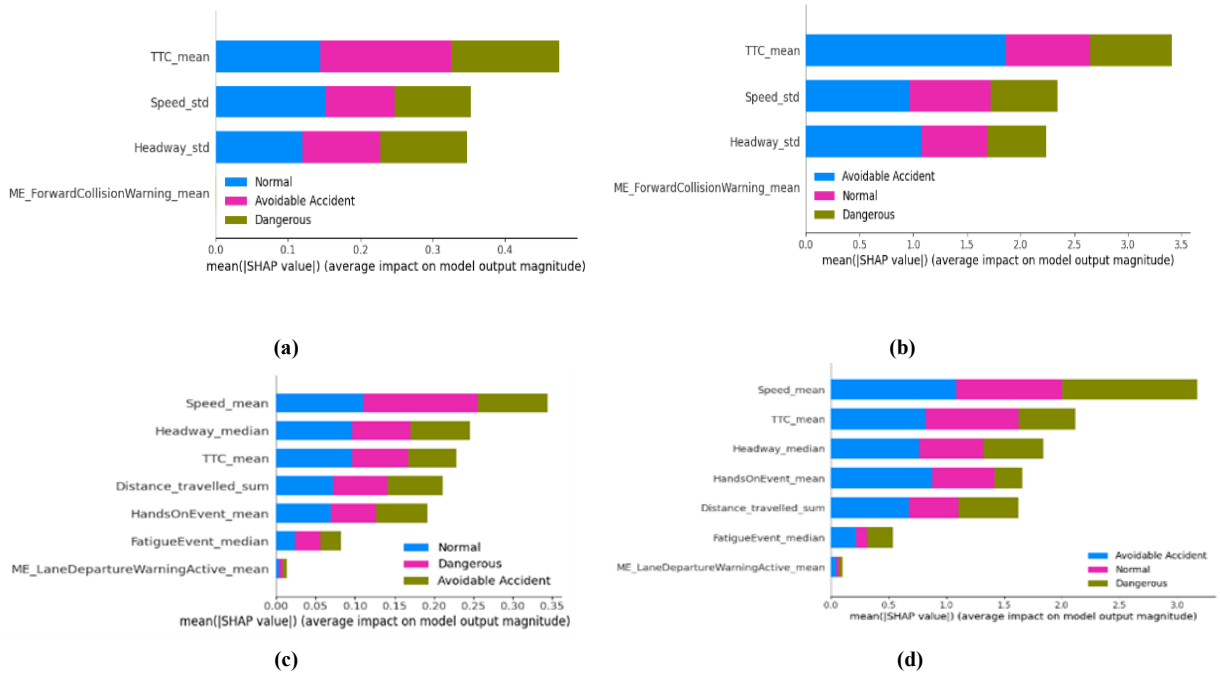 TTC_mean
Speed_std
Headway_std
ME_ForwardCollisionWarning_mean
Normal
Avoidable Accident
Dangerous
0.0 0.1 0.2 0.3 0.4
mean(|SHAP value|) (average impact on model output magnitude)
(a)
TTC_mean
Speed_std
Headway_std
ME_ForwardCollisionWarning_mean
Avoidable Accident
Normal
Dangerous
0.0 0.5 1.0 1.5 2.0 2.5 3.0 3.5
mean(|SHAP value|) (average impact on model output magnitude)
(b)
Speed_mean
Headway_median
TTC_mean
Distance_travelled_sum
HandsOnEvent_mean
FatigueEvent_median
ME_LaneDepartureWarningActive_mean
Normal
Dangerous
Avoidable Accident
0.00 0.05 0.10 0.15 0.20 0.25 0.30 0.35
mean(|SHAP value|) (average impact on model output magnitude)
(c)
Speed_mean
TTC_mean
Headway_median
HandsOnEvent_mean
Distance_travelled_sum
FatigueEvent_median
ME_LaneDepartureWarningActive_mean
Avoidable Accident
Normal
Dangerous
0.0 0.5 1.0 1.5 2.0 2.5 3.0
mean(|SHAP value|) (average impact on model output magnitude)
(d)